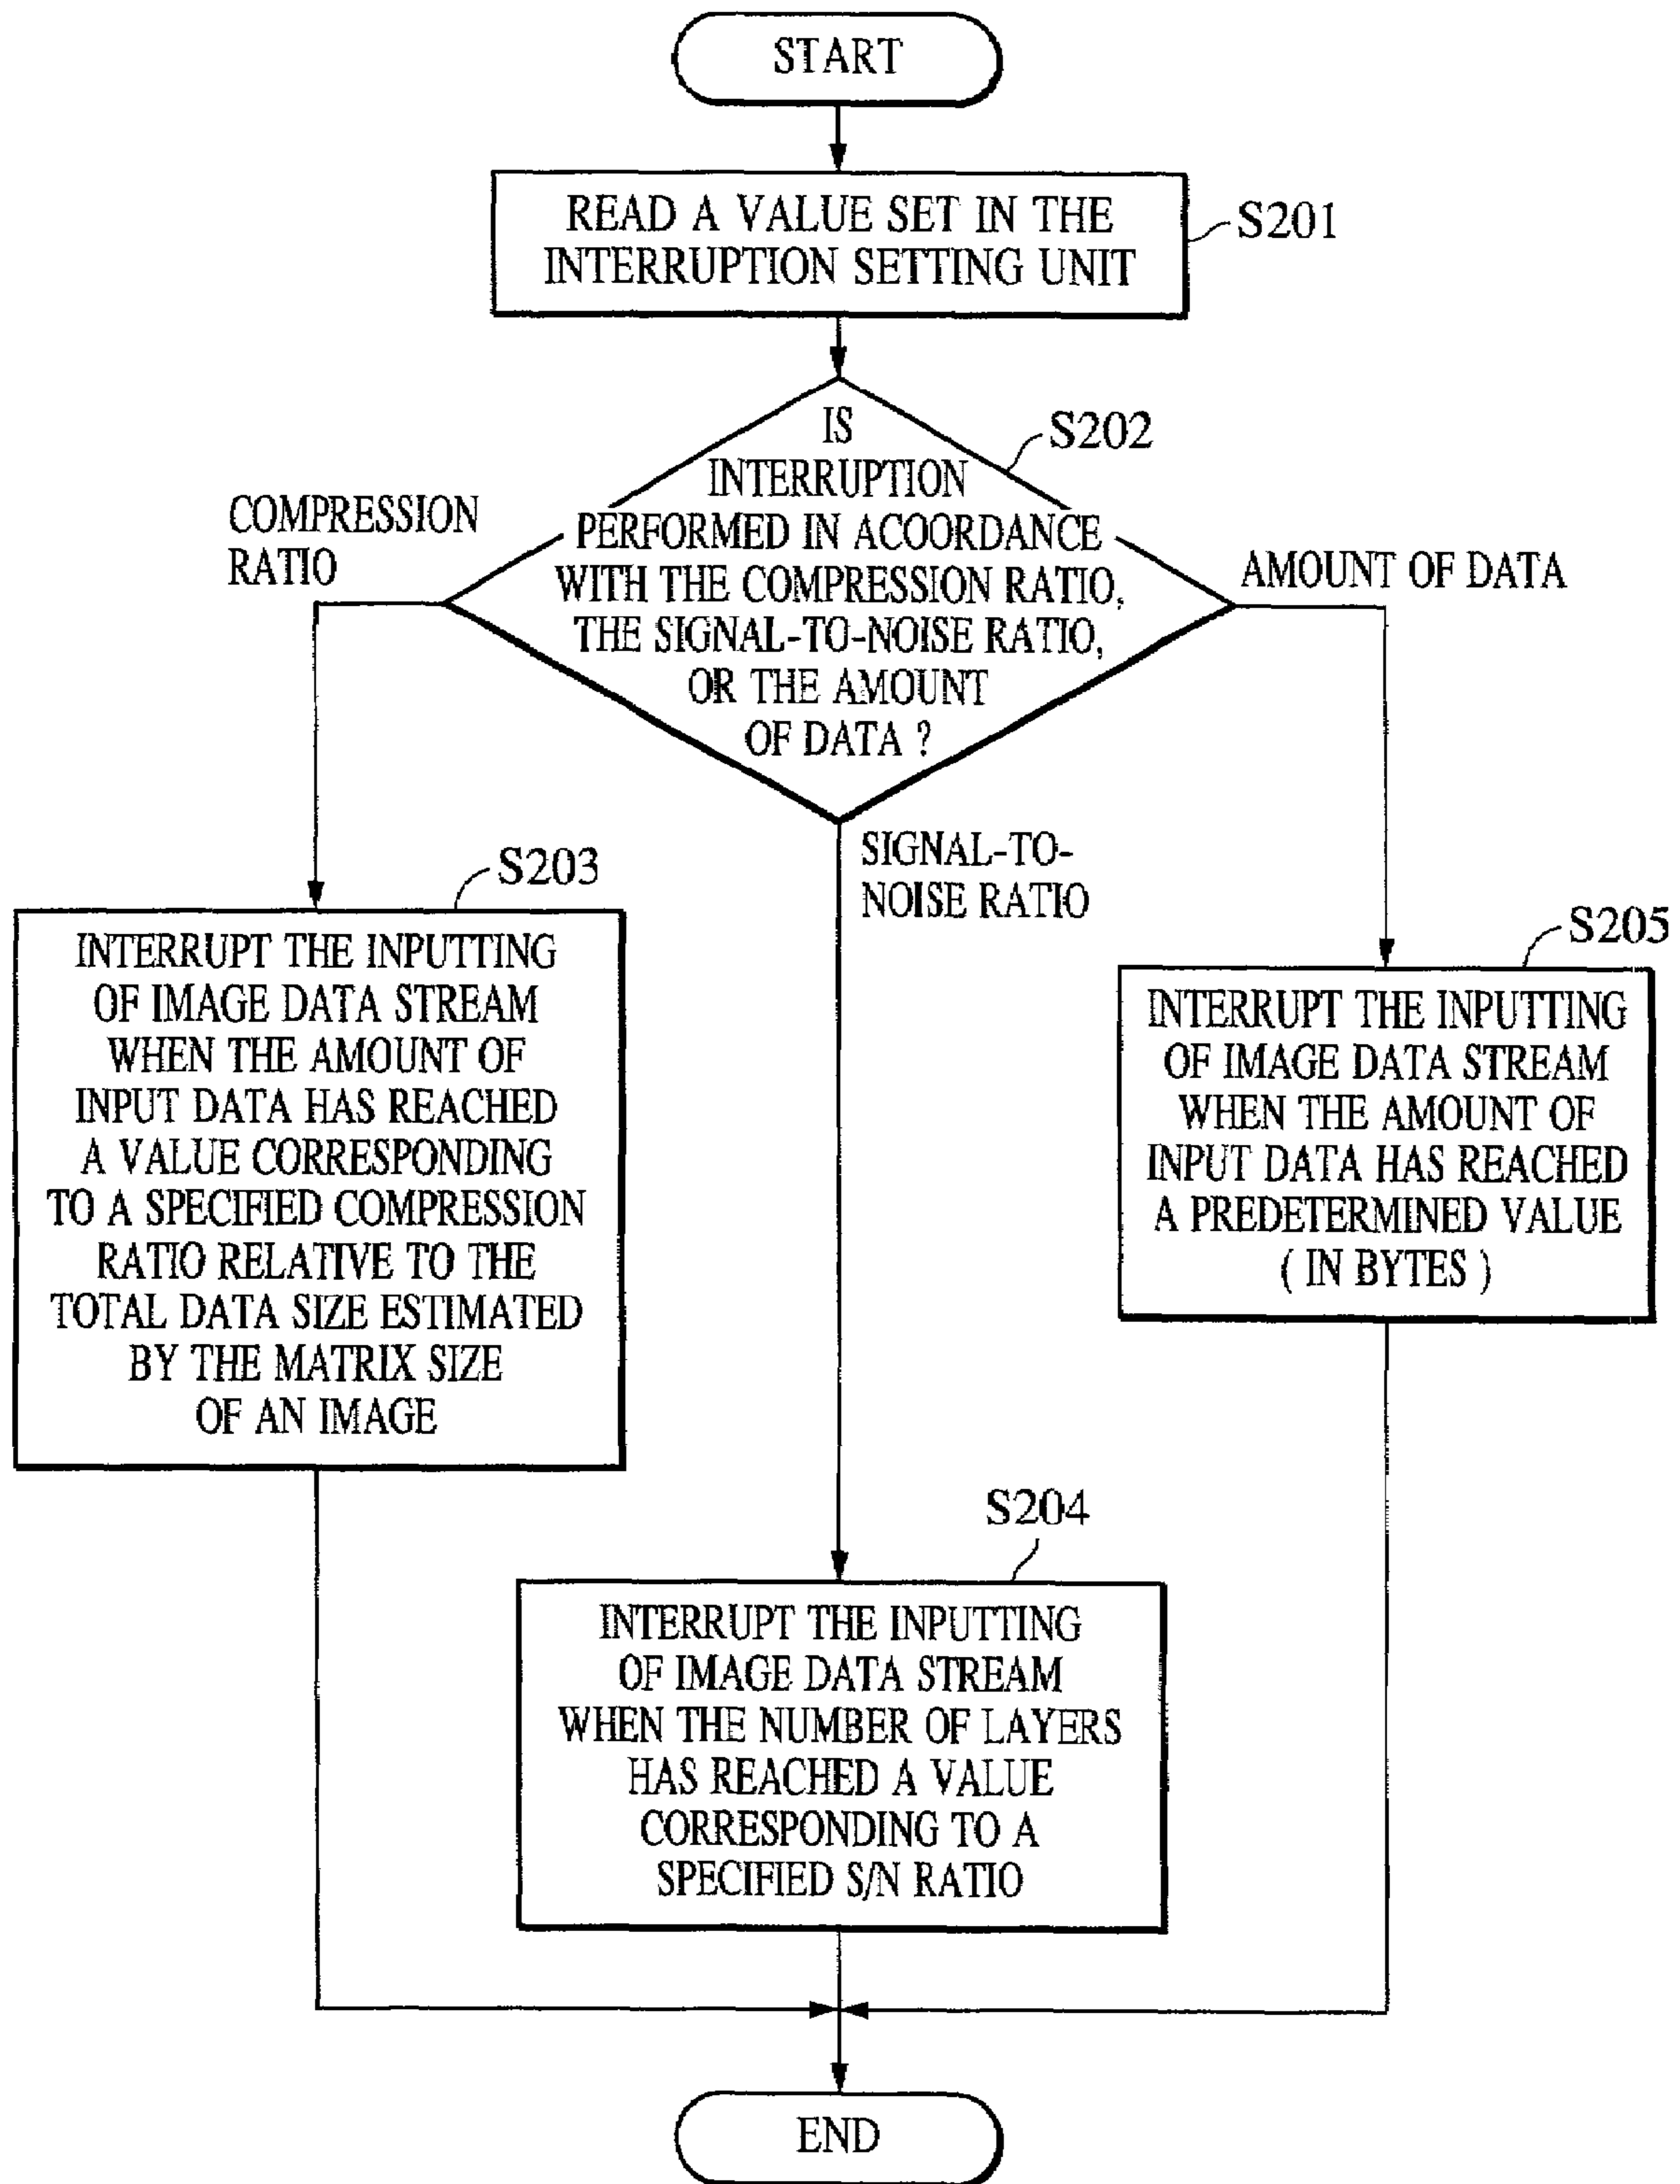 START
READ A VALUE SET IN THE
INTERRUPTION SETTING UNIT
S201
IS
INTERRUPTION
PERFORMED IN ACOORDANCE
WITH THE COMPRESSION RATIO,
THE SIGNAL-TO-NOISE RATIO,
OR THE AMOUNT
OF DATA ?
S202
COMPRESSION
RATIO
AMOUNT OF DATA
SIGNAL-TO-
NOISE RATIO
S203
INTERRUPT THE INPUTTING
OF IMAGE DATA STREAM
WHEN THE AMOUNT OF
INPUT DATA HAS REACHED
A VALUE CORRESPONDING
TO A SPECIFIED COMPRESSION
RATIO RELATIVE TO THE
TOTAL DATA SIZE ESTIMATED
BY THE MATRIX SIZE
OF AN IMAGE
S205
INTERRUPT THE INPUTTING
OF IMAGE DATA STREAM
WHEN THE AMOUNT OF
INPUT DATA HAS REACHED
A PREDETERMINED VALUE
( IN BYTES )
S204
INTERRUPT THE INPUTTING
OF IMAGE DATA STREAM
WHEN THE NUMBER OF LAYERS
HAS REACHED A VALUE
CORRESPONDING TO A
SPECIFIED S/N RATIO
END